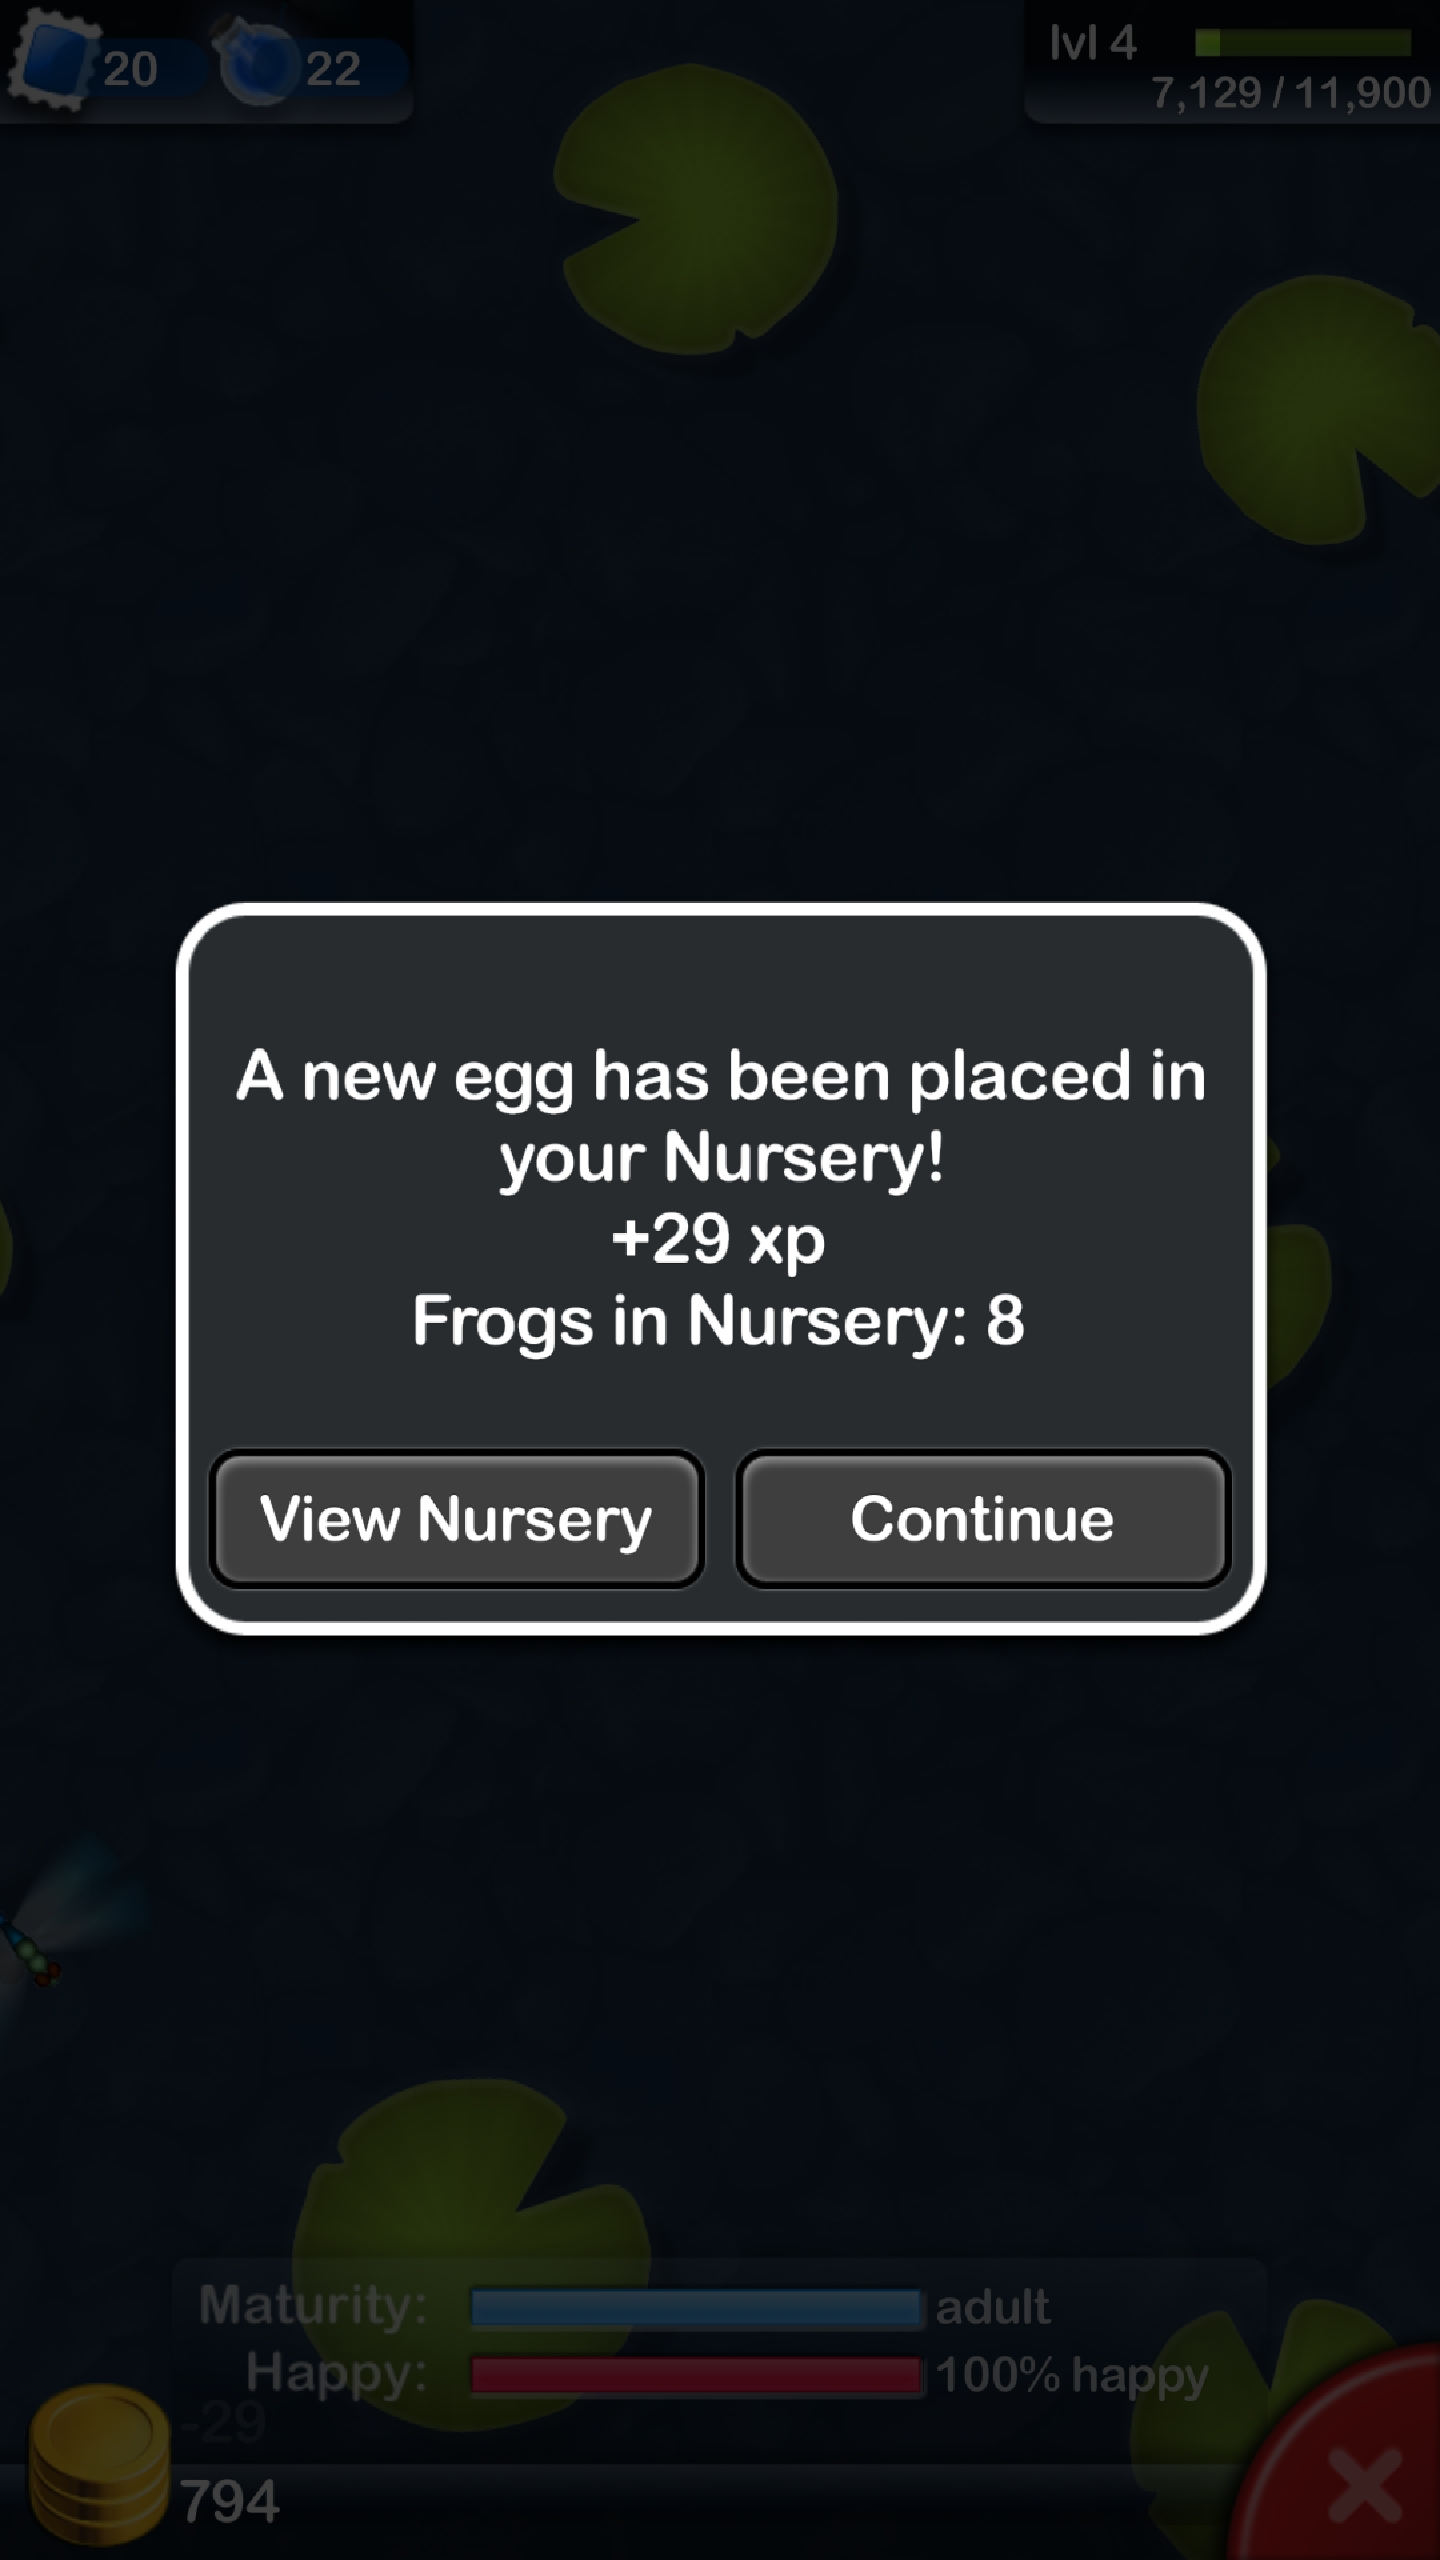 20
22
lvl 4
7,129 / 11,900
A new egg has been placed in
your Nursery!
+29 xp
Frogs in Nursery: 8
View Nursery
Continue
Maturity:
adult
Happy:
100% happy
-29
794